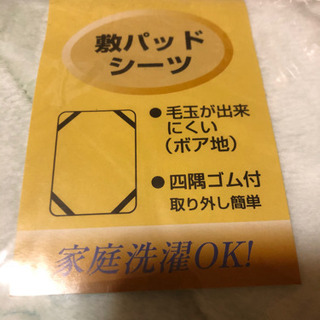 敷パッド
シーツ
●毛玉が出来
にくい
(ボア地)
●四隅ゴム付
取り外し簡単
家庭洗濯OK!